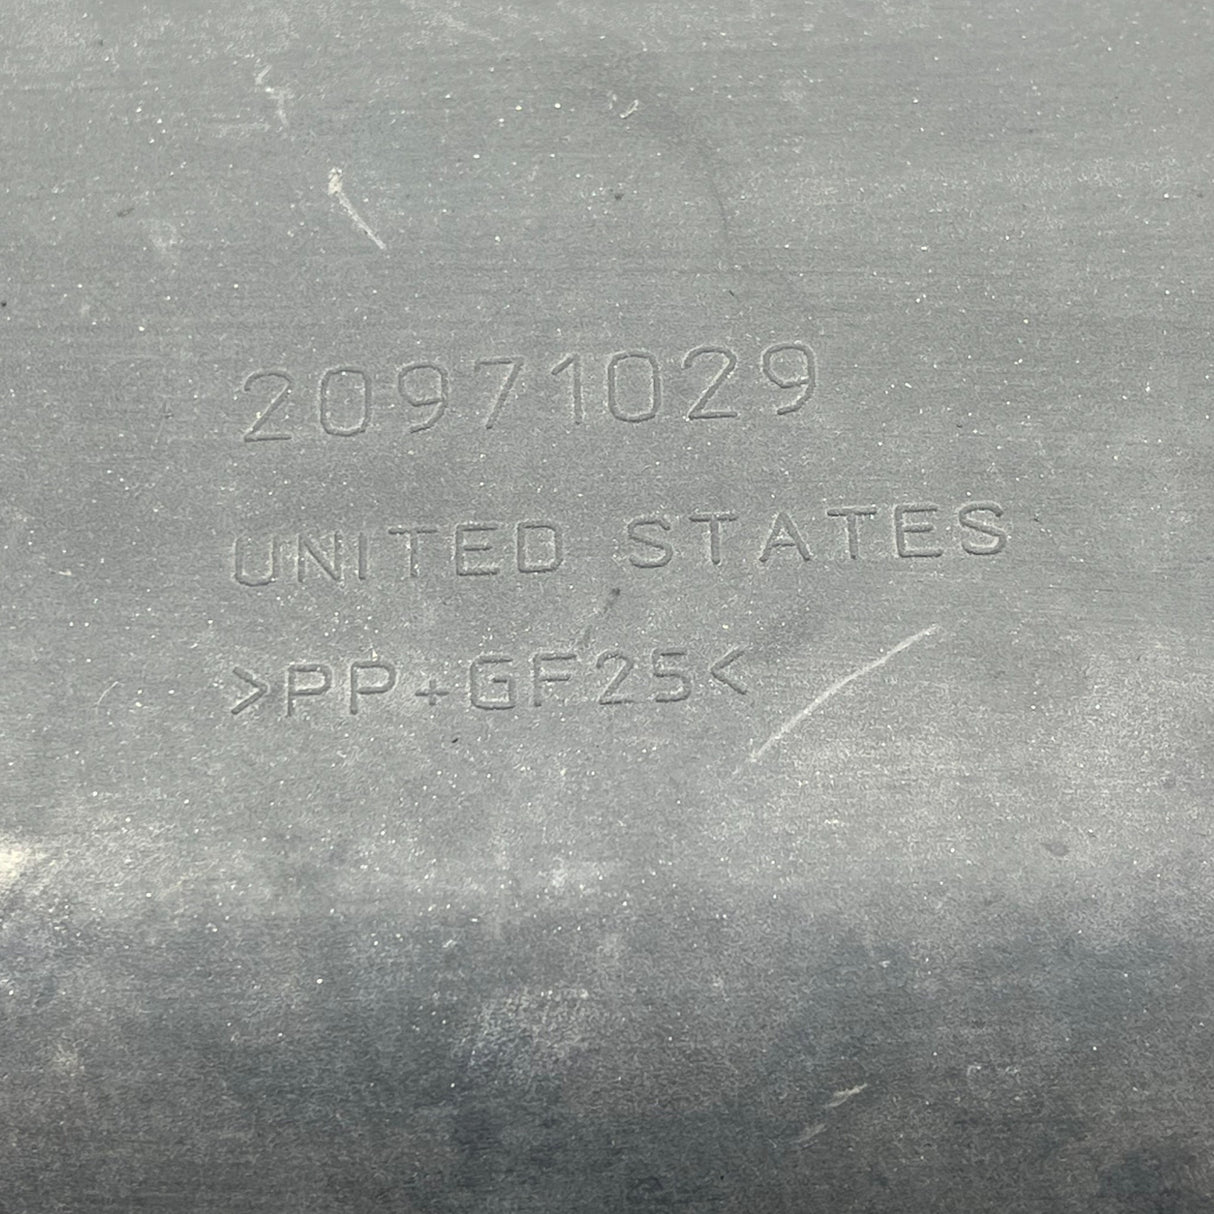 20971029
UNITED STATES
>PP+GF25<